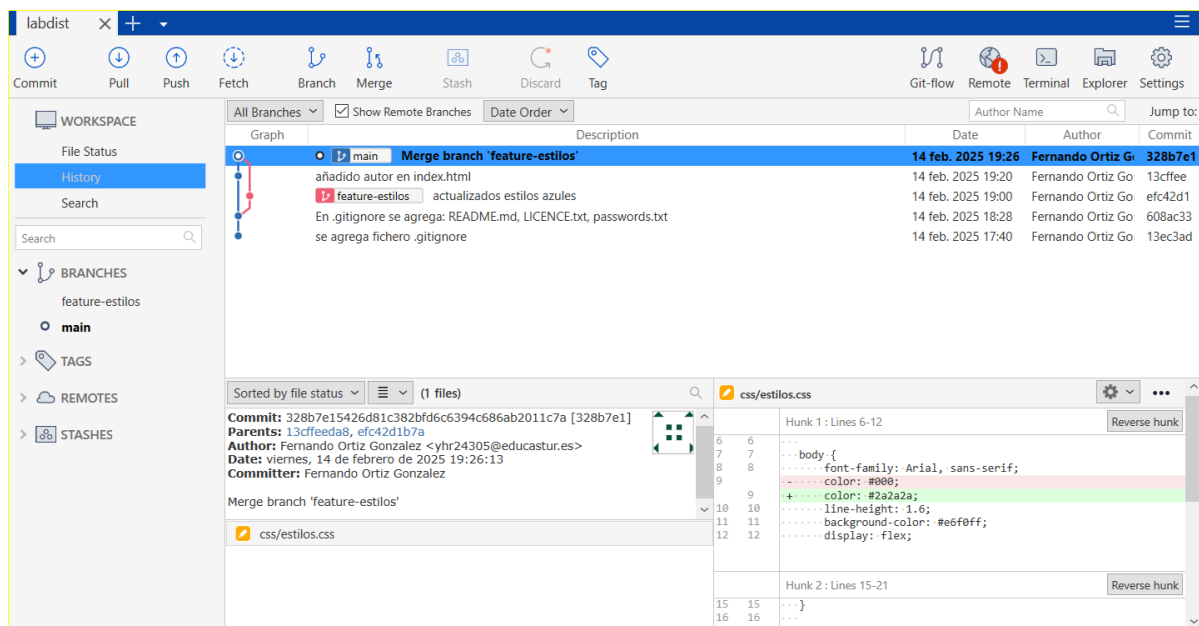 labdist
Commit Pull Push Fetch Branch Merge Stash Discard Tag Git-flow Remote Terminal Explorer Settings
WORKSPACE
File Status
History
Search
Search
BRANCHES
feature-estilos
main
TAGS
REMOTES
STASHES
All Branches Show Remote Branches Date Order Author Name Jump to:
Graph Description Date Author Commit
main Merge branch 'feature-estilos' 14 feb. 2025 19:26 Fernando Ortiz G 328b7e1
añadido autor en index.html 14 feb. 2025 19:20 Fernando Ortiz Go 13cffee
feature-estilos actualizados estilos azules 14 feb. 2025 19:00 Fernando Ortiz Go efc42d1
En .gitignore se agrega: README.md, LICENCE.txt, passwords.txt 14 feb. 2025 18:28 Fernando Ortiz Go 608ac33
se agrega fichero .gitignore 14 feb. 2025 17:40 Fernando Ortiz Go 13ec3ad
Sorted by file status (1 files)
Commit: 328b7e15426d81c382bfd6c6394c686ab2011c7a [328b7e1]
Parents: 13cffeeda8, efc42d1b7a
Author: Fernando Ortiz Gonzalez <yhr24305@educastur.es>
Date: viernes, 14 de febrero de 2025 19:26:13
Committer: Fernando Ortiz Gonzalez
Merge branch 'feature-estilos'
css/estilos.css
css/estilos.css
Hunk 1 : Lines 6-12 Reverse hunk
6 6
7 7 body {
8 8 font-family: Arial, sans-serif;
9 - color: #000;
9 + color: #2a2a2a;
10 10 line-height: 1.6;
11 11 background-color: #e6f0ff;
12 12 display: flex;
Hunk 2 : Lines 15-21 Reverse hunk
15 15 }
16 16